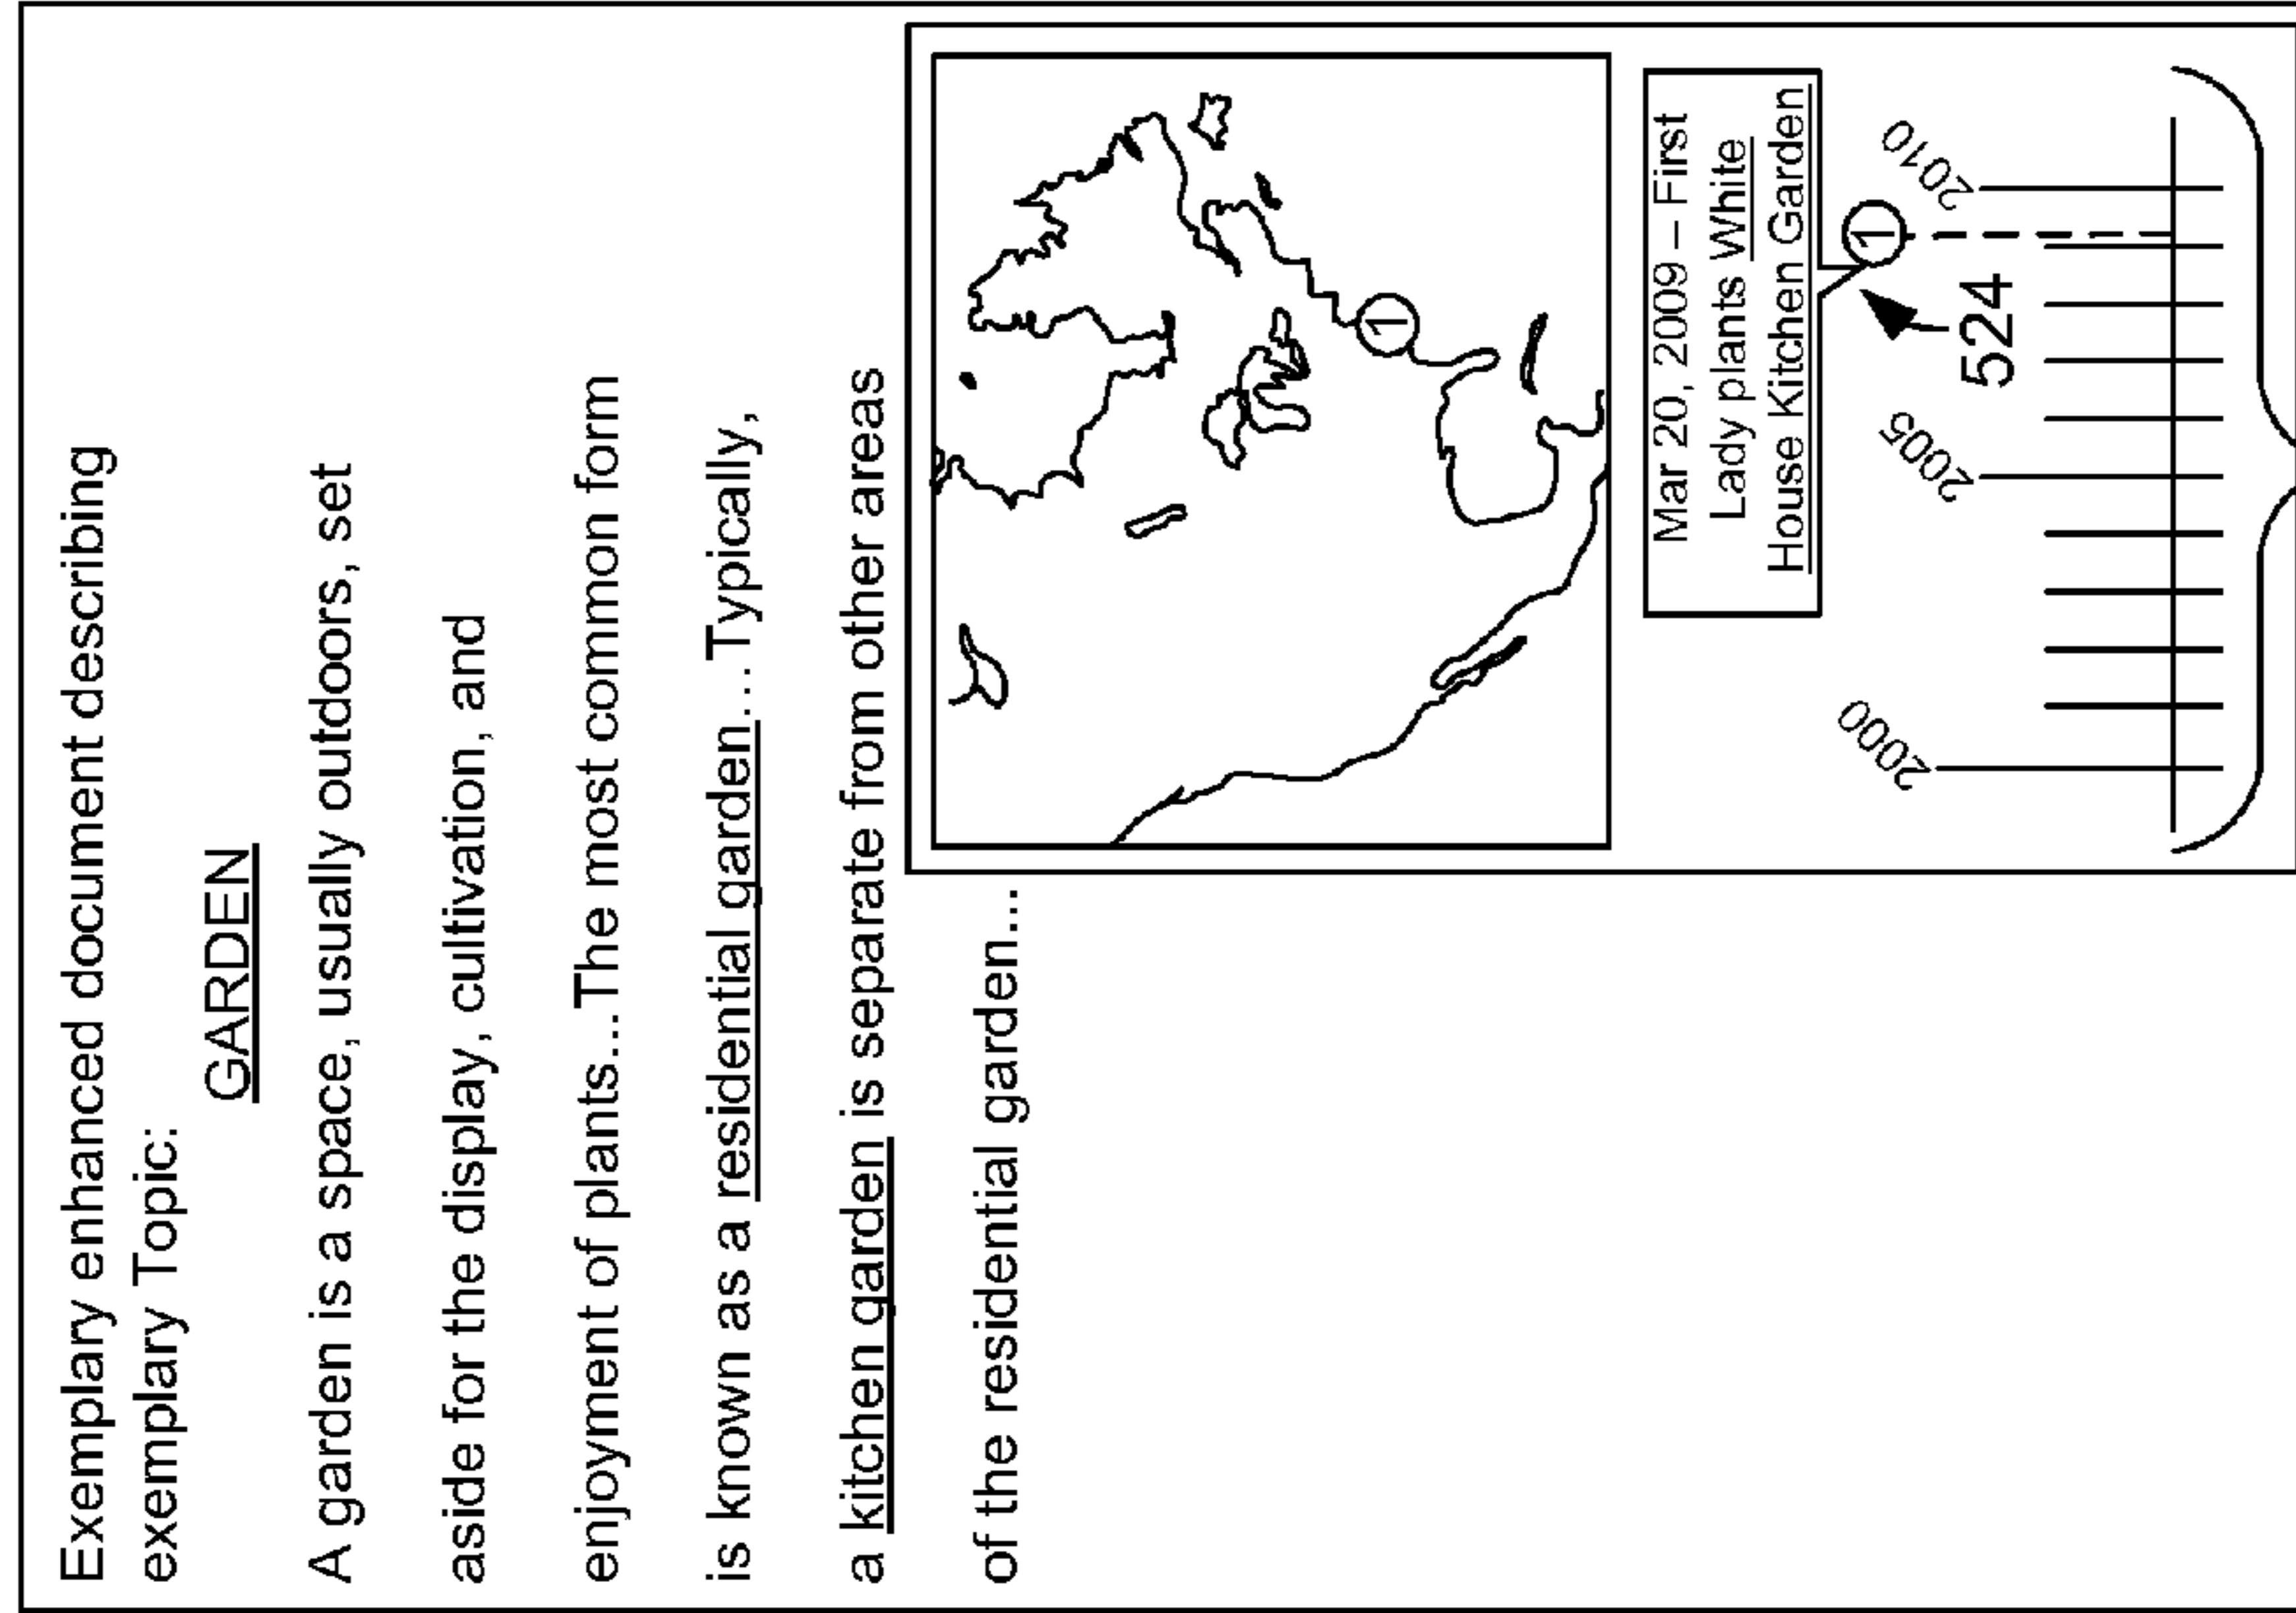 Exemplary enhanced document describing
exemplary Topic:
GARDEN
A garden is a space, usually outdoors, set
aside for the display, cultivation, and
enjoyment of plants...The most common form
is known as a residential garden...Typically,
a kitchen garden is separate from other areas
of the residential garden...
1
Mar 20, 2009 – First
Lady plants White
House Kitchen Garden
1
524
2000
2005
2010